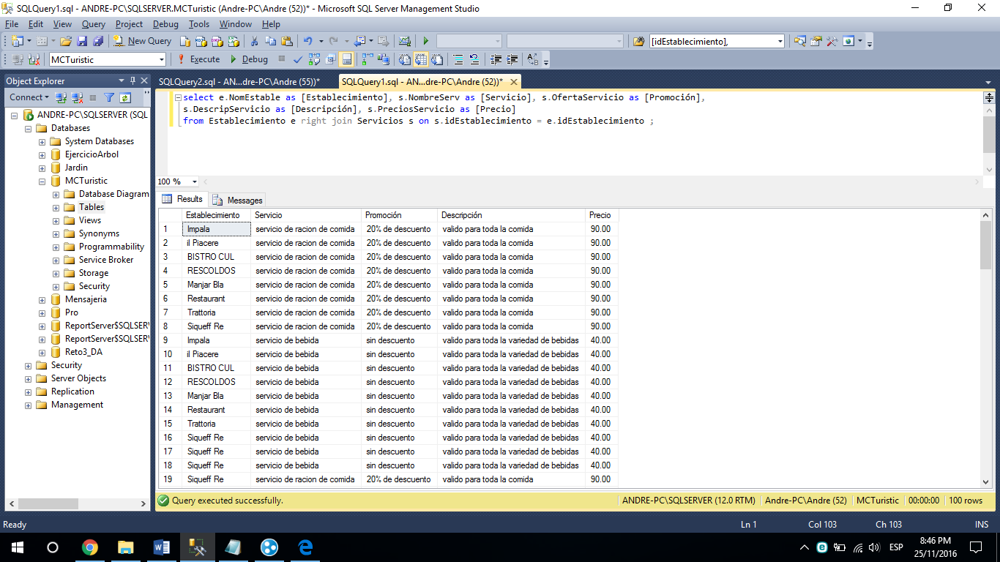 SQLQuery1.sql - ANDRE-PC\SQLSERVER.MCTuristic (Andre-PC\Andre (52))* - Microsoft SQL Server Management Studio
File Edit View Query Project Debug Tools Window Help
New Query [idEstablecimiento],
MCTuristic Execute Debug
Object Explorer
Connect
ANDRE-PC\SQLSERVER (SQL
Databases
System Databases
EjercicioArbol
Jardin
MCTuristic
Database Diagram
Tables
Views
Synonyms
Programmability
Service Broker
Storage
Security
Mensajeria
Pro
ReportServer$SQLSER
ReportServer$SQLSER
Reto3_DA
Security
Server Objects
Replication
Management
SQLQuery2.sql - AN...dre-PC\Andre (55))* SQLQuery1.sql - AN...dre-PC\Andre (52))*
select e.NomEstable as [Establecimiento], s.NombreServ as [Servicio], s.OfertaServicio as [Promoción],
s.DescripServicio as [Descripción], s.PreciosServicio as [Precio]
from Establecimiento e right join Servicios s on s.idEstablecimiento = e.idEstablecimiento ;
100 %
Results Messages
Establecimiento Servicio Promoción Descripción Precio
1 Impala servicio de racion de comida 20% de descuento valido para toda la comida 90.00
2 il Piacere servicio de racion de comida 20% de descuento valido para toda la comida 90.00
3 BISTRO CUL servicio de racion de comida 20% de descuento valido para toda la comida 90.00
4 RESCOLDOS servicio de racion de comida 20% de descuento valido para toda la comida 90.00
5 Manjar Bla servicio de racion de comida 20% de descuento valido para toda la comida 90.00
6 Restaurant servicio de racion de comida 20% de descuento valido para toda la comida 90.00
7 Trattoria servicio de racion de comida 20% de descuento valido para toda la comida 90.00
8 Siqueff Re servicio de racion de comida 20% de descuento valido para toda la comida 90.00
9 Impala servicio de bebida sin descuento valido para toda la variedad de bebidas 40.00
10 il Piacere servicio de bebida sin descuento valido para toda la variedad de bebidas 40.00
11 BISTRO CUL servicio de bebida sin descuento valido para toda la variedad de bebidas 40.00
12 RESCOLDOS servicio de bebida sin descuento valido para toda la variedad de bebidas 40.00
13 Manjar Bla servicio de bebida sin descuento valido para toda la variedad de bebidas 40.00
14 Restaurant servicio de bebida sin descuento valido para toda la variedad de bebidas 40.00
15 Trattoria servicio de bebida sin descuento valido para toda la variedad de bebidas 40.00
16 Siqueff Re servicio de bebida sin descuento valido para toda la variedad de bebidas 40.00
17 Siqueff Re servicio de bebida sin descuento valido para toda la variedad de bebidas 40.00
18 Siqueff Re servicio de bebida sin descuento valido para toda la variedad de bebidas 40.00
19 Siqueff Re servicio de racion de comida 20% de descuento valido para toda la comida 90.00
Query executed successfully. ANDRE-PC\SQLSERVER (12.0 RTM) Andre-PC\Andre (52) MCTuristic 00:00:00 100 rows
Ready Ln 1 Col 103 Ch 103 INS
ESP 8:46 PM
25/11/2016